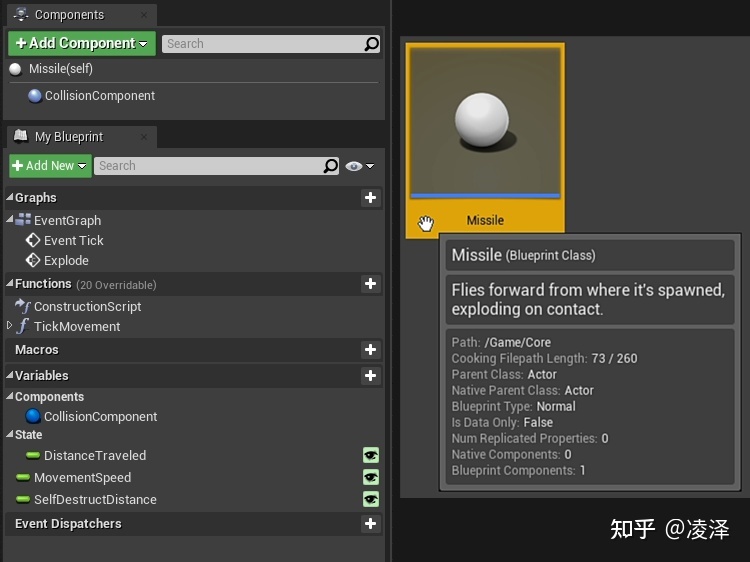 Components
Add Component
Search
Missile(self)
CollisionComponent
My Blueprint
Add New
Search
Graphs
EventGraph
Event Tick
Explode
Functions (20 Overridable)
ConstructionScript
TickMovement
Macros
Variables
Components
CollisionComponent
State
DistanceTraveled
MovementSpeed
SelfDestructDistance
Event Dispatchers
Missile
Missile (Blueprint Class)
Flies forward from where it's spawned,
exploding on contact.
Path: /Game/Core
Cooking Filepath Length: 73 / 260
Parent Class: Actor
Native Parent Class: Actor
Blueprint Type: Normal
Is Data Only: False
Num Replicated Properties: 0
Native Components: 0
Blueprint Components: 1
知乎 @凌泽